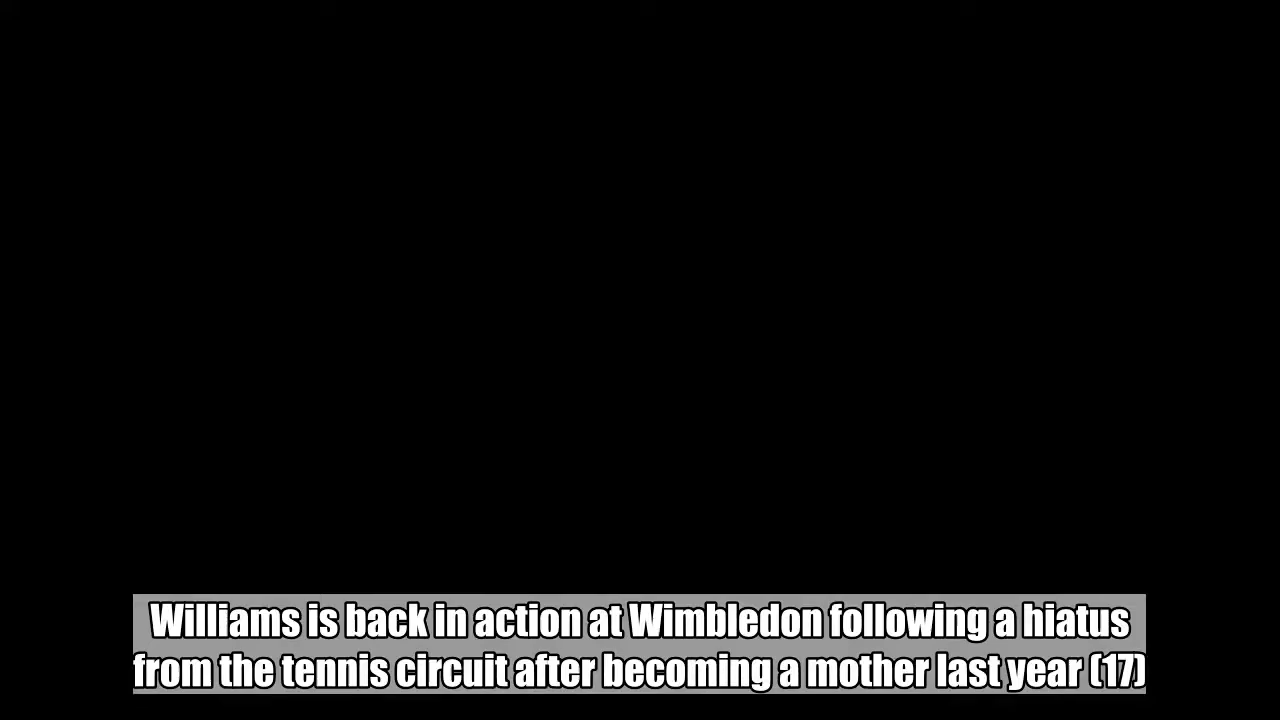 Williams is back in action at Wimbledon following a hiatus
from the tennis circuit after becoming a mother last year (17)